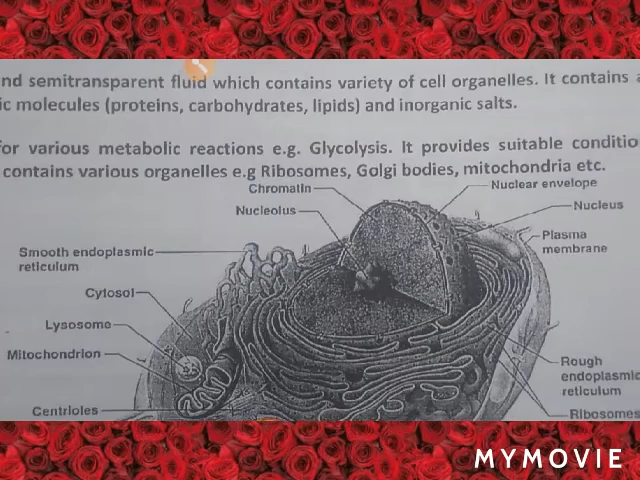 nd semitransparent fluid which contains variety of cell organelles. It contains a
ic molecules (proteins, carbohydrates, lipids) and inorganic salts.
for various metabolic reactions e.g. Glycolysis. It provides suitable conditio
contains various organelles e.g Ribosomes, Golgi bodies, mitochondria etc.
Chromatin
Nuclear envelope
Nucleolus
Nucleus
Plasma
membrane
Smooth endoplasmic
reticulum
Cytosol
Lysosome
Mitochondrion
Rough
endoplasmic
reticulum
Centrioles
Ribosomes
MYMOVIE